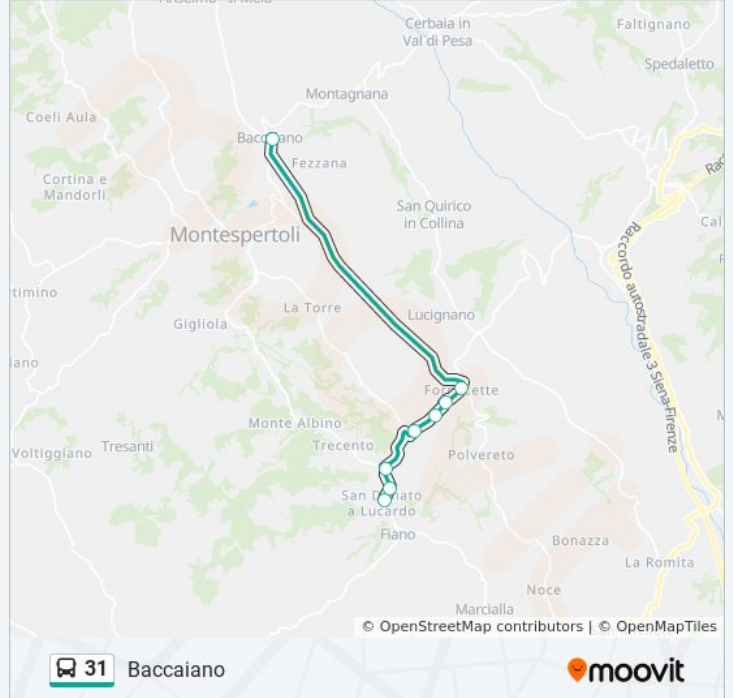 Cerbaia in
Val di Pesa
Faltignano
Spedaletto
Montagnana
Coeli Aula
Baccaiano
Fezzana
Cortina e
Mandorli
San Quirico
in Collina
Montespertoli
Raccordo autostradale 3 Siena-Firenze
La Torre
Lucignano
Gigliola
Fornacette
Monte Albino
Trecento
Tresanti
Voltiggiano
Polvereto
San Donato
a Lucardo
Fiano
Bonazza
La Romita
Noce
Marcialla
© OpenStreetMap contributors | © OpenMapTiles
31 Baccaiano
moovit